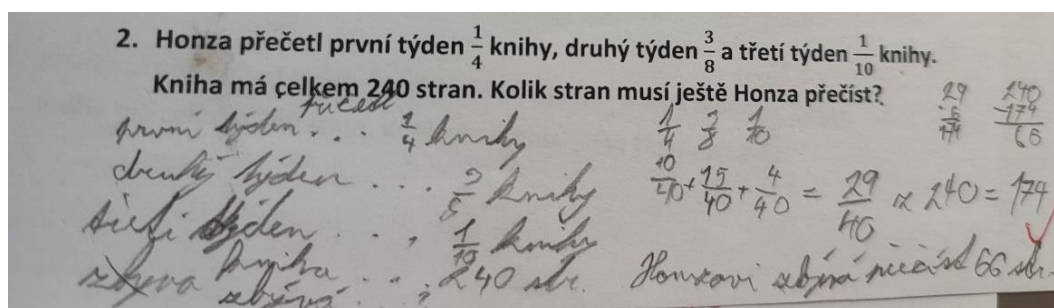 2. Honza přečetl první týden 1/4 knihy, druhý týden 3/8 a třetí týden 1/10 knihy.
Kniha má celkem 240 stran. Kolik stran musí ještě Honza přečíst?
první týden . . . 1/4 knihy
druhý týden . . . 3/8 knihy
třetí týden . . , 1/10 knihy
kniha . . . 240 str.
zbývá . . . ?
1/4 3/8 1/10
10/40 + 15/40 + 4/40 = 29/40 x 240 = 174
Honzovi zbývá 66 str.
29
6
174
240
-174
66